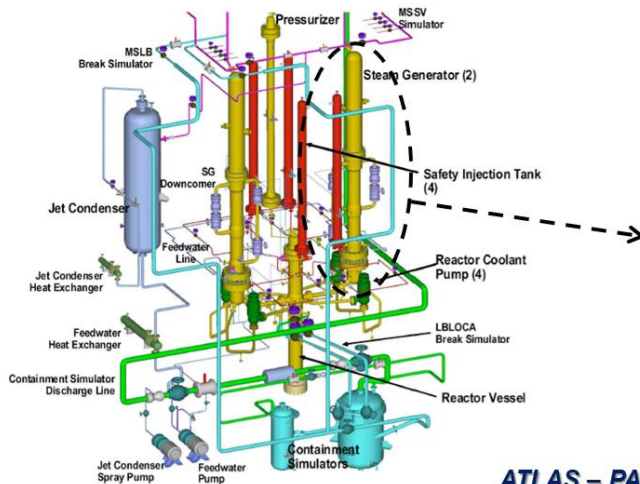 Pressurizer
MSSV
Simulator
MSLB
Break Simulator
Steam Generator (2)
SG
Downcomer
Safety Injection Tank
(4)
Jet Condenser
Feedwater
Line
Reactor Coolant
Pump (4)
Jet Condenser
Heat Exchanger
LBLOCA
Break Simulator
Feedwater
Heat Exchanger
Containment Simulator
Discharge Line
Reactor Vessel
Containment
Simulators
Jet Condenser
Spray Pump
Feedwater
Pump
ATLAS – PA